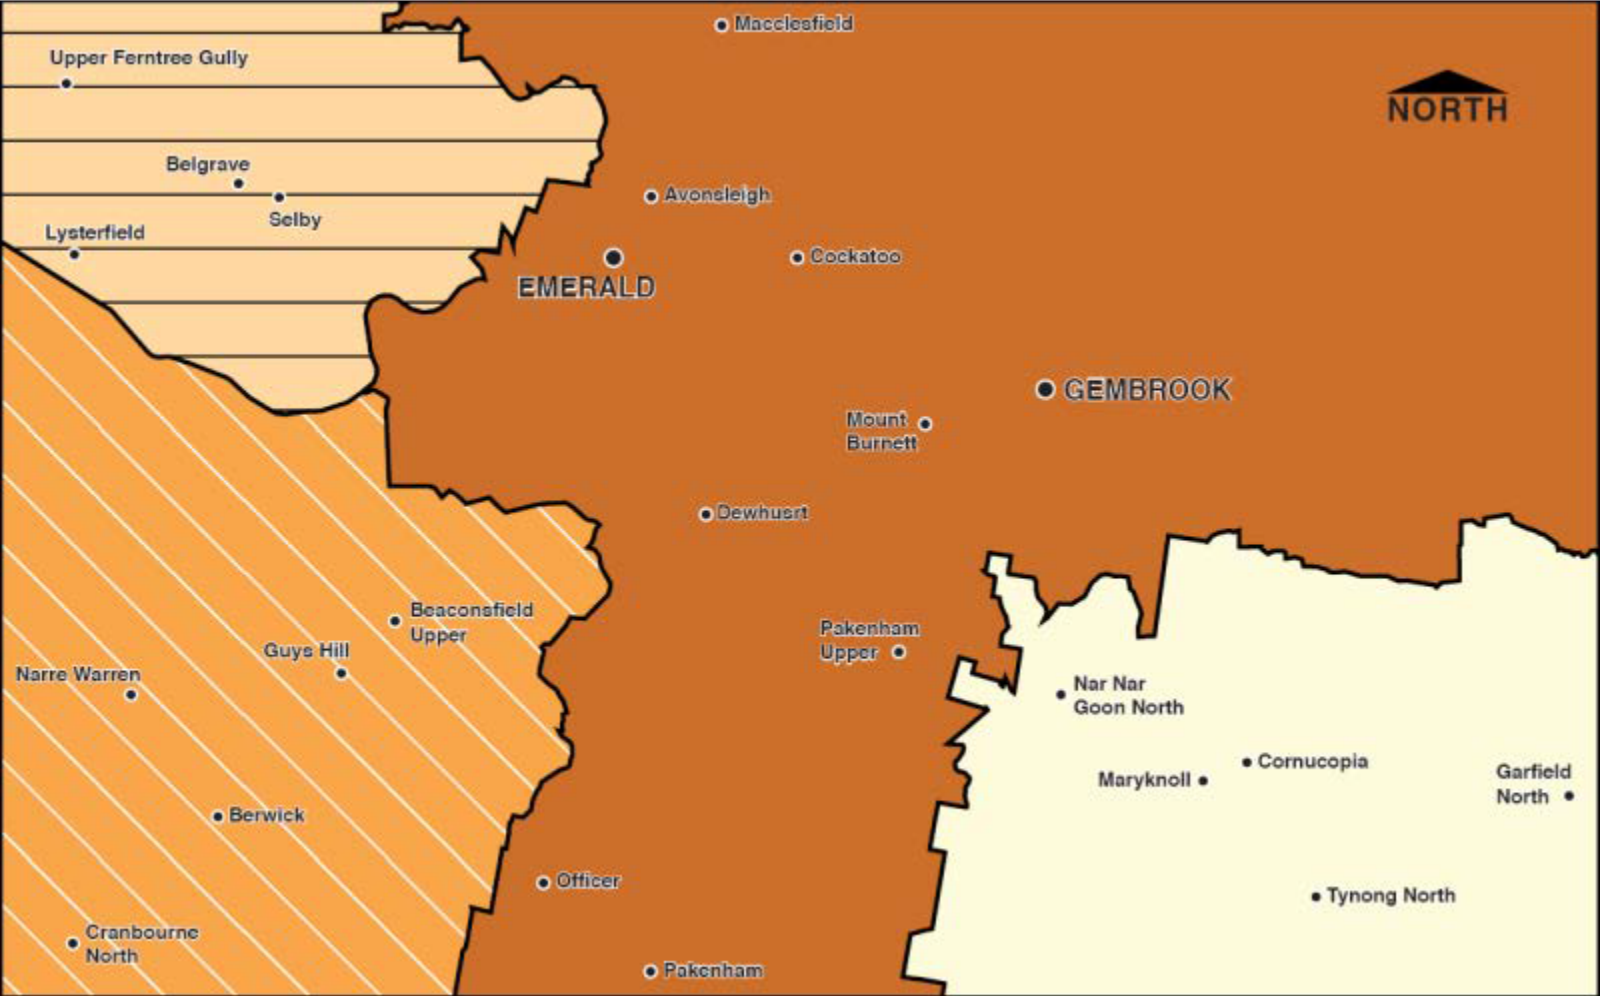 Macclesfield
Upper Ferntree Gully
NORTH
Belgrave
Selby
Avonsleigh
Lysterfield
Cockatoo
EMERALD
GEMBROOK
Mount
Burnett
Dewhusrt
Beaconsfield
Upper
Guys Hill
Pakenham
Upper
Narre Warren
Nar Nar
Goon North
Cornucopia
Maryknoll
Garfield
North
Berwick
Officer
Tynong North
Cranbourne
North
Pakenham